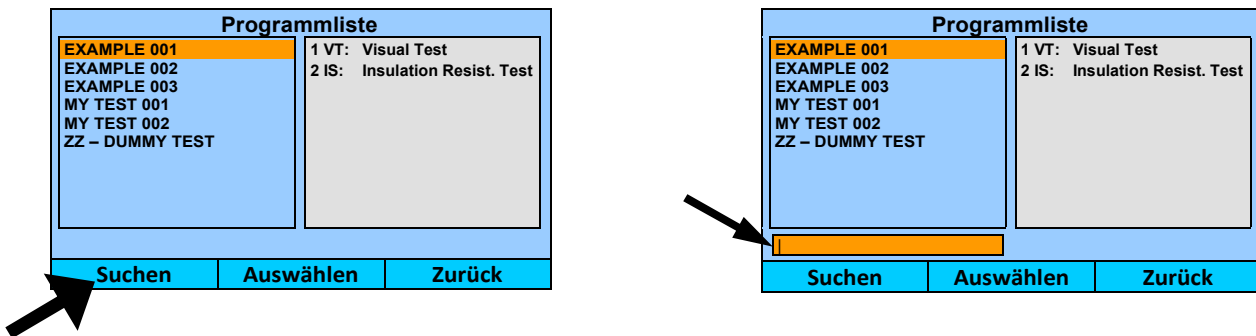 Programmliste
EXAMPLE 001
EXAMPLE 002
EXAMPLE 003
MY TEST 001
MY TEST 002
ZZ – DUMMY TEST
1 VT: Visual Test
2 IS: Insulation Resist. Test
Suchen Auswählen Zurück
Programmliste
EXAMPLE 001
EXAMPLE 002
EXAMPLE 003
MY TEST 001
MY TEST 002
ZZ – DUMMY TEST
1 VT: Visual Test
2 IS: Insulation Resist. Test
Suchen Auswählen Zurück